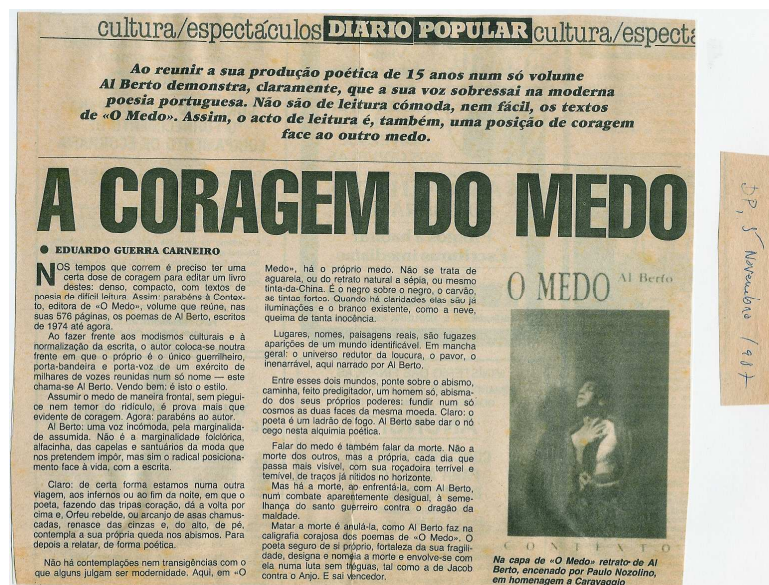 cultura/espectáculos DIÁRIO POPULAR cultura/espectá
Ao reunir a sua produção poética de 15 anos num só volume
Al Berto demonstra, claramente, que a sua voz sobressai na moderna
poesia portuguesa. Não são de leitura cómoda, nem fácil, os textos
de «O Medo». Assim, o acto de leitura é, também, uma posição de coragem
face ao outro medo.
A CORAGEM DO MEDO
● EDUARDO GUERRA CARNEIRO
NOS tempos que correm é preciso ter uma
certa dose de coragem para editar um livro
destes: denso, compacto, com textos de
poesia de difícil leitura. Assim: parabéns à Contex-
to, editora de «O Medo», volume que reúne, nas
suas 576 páginas, os poemas de Al Berto, escritos
de 1974 até agora.
Ao fazer frente aos modismos culturais e à
normalização da escrita, o autor coloca-se noutra
frente em que o próprio é o único guerrilheiro,
porta-bandeira e porta-voz de um exército de
milhares de vozes reunidas num só nome — este
chama-se Al Berto. Vendo bem: é isto o estilo.
Assumir o medo de maneira frontal, sem piegui-
ce nem temor do ridículo, é prova mais que
evidente de coragem. Agora: parabéns ao autor.
Al Berto: uma voz incómoda, pela marginalida-
de assumida. Não é a marginalidade folclórica,
alfacinha, das capelas e santuários da moda que
nos pretendem impôr, mas sim o radical posiciona-
mento face à vida, com a escrita.
Claro: de certa forma estamos numa outra
viagem, aos infernos ou ao fim da noite, em que o
poeta, fazendo das tripas coração, dá a volta por
cima e, Orfeu rebelde, ou arcanjo de asas chamus-
cadas, renasce das cinzas e, do alto, de pé,
contempla a sua própria queda nos abismos. Para
depois a relatar, de forma poética.
Não há contemplações nem transigências com o
que alguns julgam ser modernidade. Aqui, em «O
Medo», há o próprio medo. Não se trata de
aguarela, ou do retrato natural a sépia, ou mesmo
tinta-da-China. É o negro sobre o negro, o carvão,
as tintas fortes. Quando há claridades elas são já
iluminações e o branco existente, como a neve,
queima de tanta inocência.
Lugares, nomes, paisagens reais, são fugazes
aparições de um mundo identificável. Em mancha
geral: o universo redutor da loucura, o pavor, o
inenarrável, aqui narrado por Al Berto.
Entre esses dois mundos, ponte sobre o abismo,
caminha, feito predigitador, um homem só, abisma-
do dos seus próprios poderes: fundir num só
cosmos as duas faces da mesma moeda. Claro: o
poeta é um ladrão de fogo. Al Berto sabe dar o nó
cego nesta alquimia poética.
Falar do medo é também falar da morte. Não a
morte dos outros, mas a própria, cada dia que
passa mais visível, com sua roçadoira terrível e
temível, de traços já nítidos no horizonte.
Mas há a morte, ao enfrentá-la, com Al Berto,
num combate aparentemente desigual, à seme-
lhança do santo guerreiro contra o dragão da
maldade.
Matar a morte é anulá-la, como Al Berto faz na
caligrafia corajosa dos poemas de «O Medo». O
poeta seguro de si próprio, fortaleza da sua fragili-
dade, designa e nomeia a morte e envolve-se com
ela numa luta sem tréguas, tal como a de Jacob
contra o Anjo. E sai vencedor.
O MEDO Al Berto
CONTEXTO
Na capa de «O Medo» retrato de Al
Berto, encenado por Paulo Nozolino,
em homenagem a Caravaggio
DP, 5 Novembro 1987